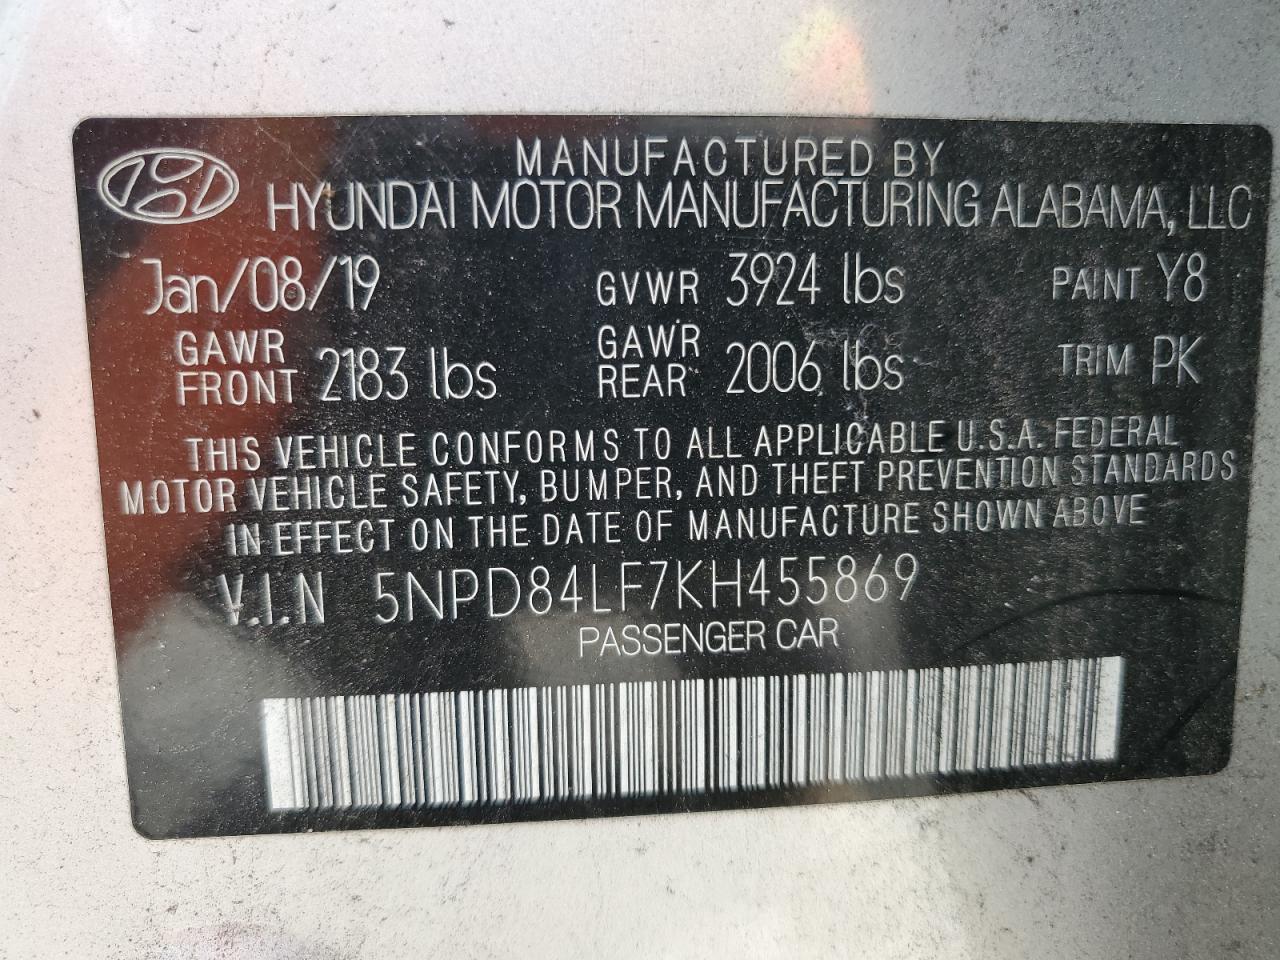 MANUFACTURED BY
HYUNDAI MOTOR MANUFACTURING ALABAMA, LLC
Jan/08/19 GVWR 3924 lbs PAINT Y8
GAWR FRONT 2183 lbs GAWR REAR 2006 lbs TRIM PK
THIS VEHICLE CONFORMS TO ALL APPLICABLE U.S.A. FEDERAL
MOTOR VEHICLE SAFETY, BUMPER, AND THEFT PREVENTION STANDARDS
IN EFFECT ON THE DATE OF MANUFACTURE SHOWN ABOVE
V.I.N 5NPD84LF7KH455869
PASSENGER CAR